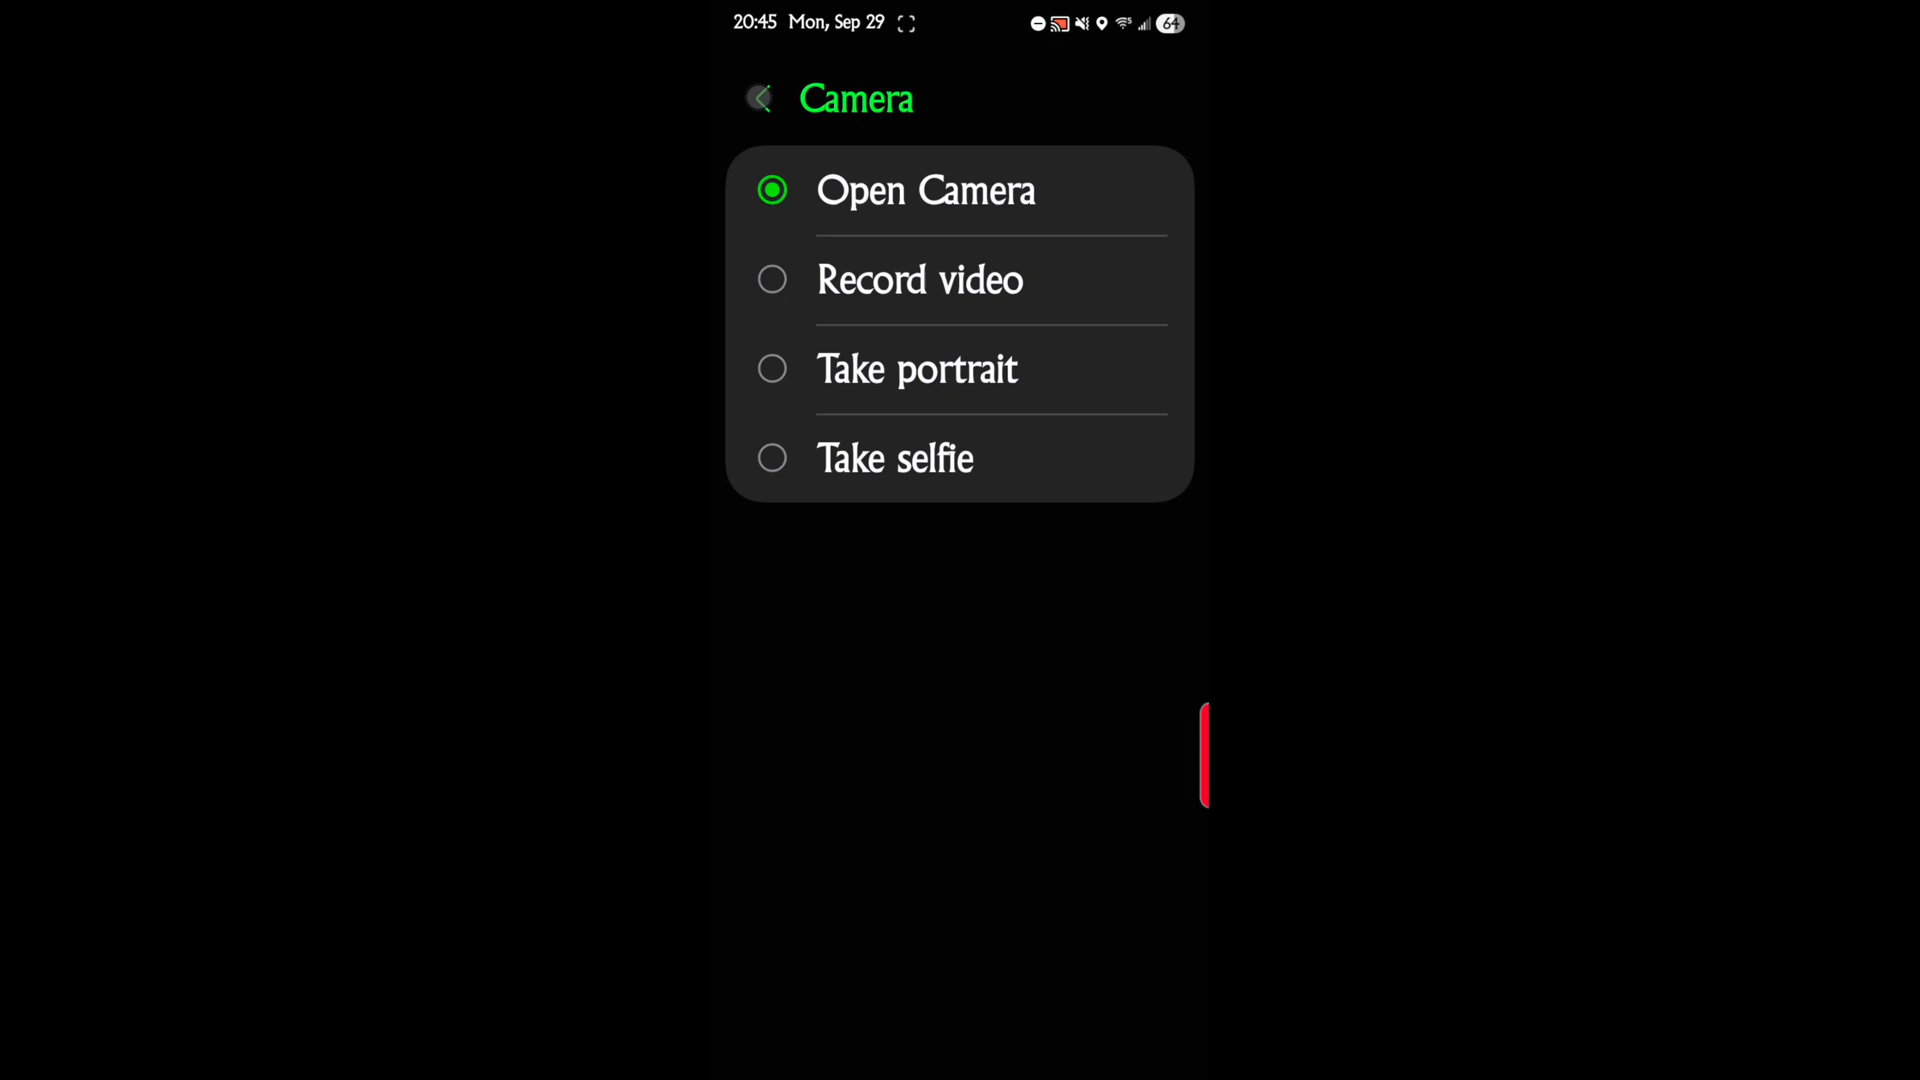 20:45 Mon, Sep 29 64
Camera
Open Camera
Record video
Take portrait
Take selfie